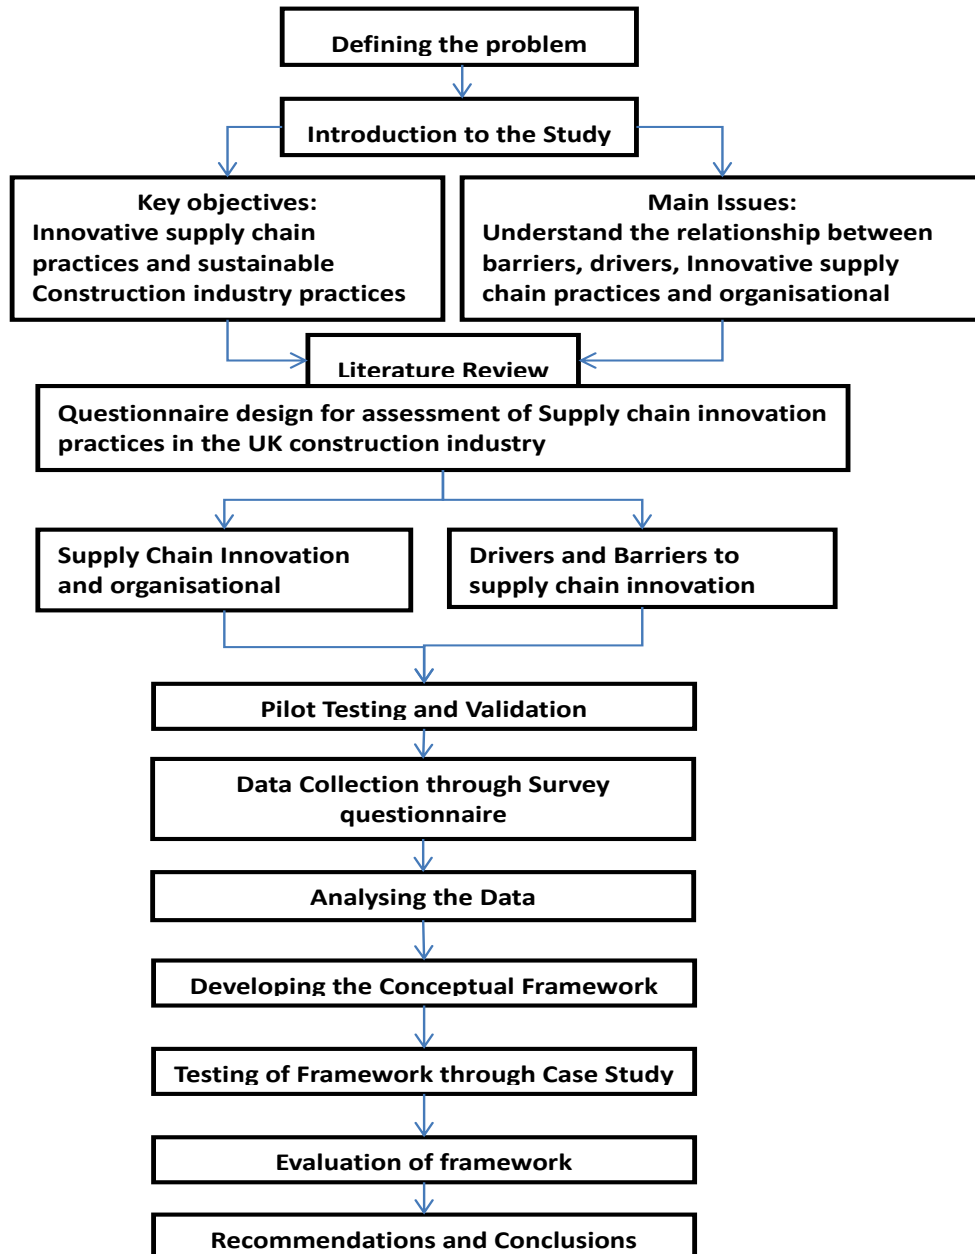 Defining the problem
Introduction to the Study
Key objectives:
Innovative supply chain
practices and sustainable
Construction industry practices
Main Issues:
Understand the relationship between
barriers, drivers, Innovative supply
chain practices and organisational
Literature Review
Questionnaire design for assessment of Supply chain innovation
practices in the UK construction industry
Supply Chain Innovation
and organisational
Drivers and Barriers to
supply chain innovation
Pilot Testing and Validation
Data Collection through Survey
questionnaire
Analysing the Data
Developing the Conceptual Framework
Testing of Framework through Case Study
Evaluation of framework
Recommendations and Conclusions